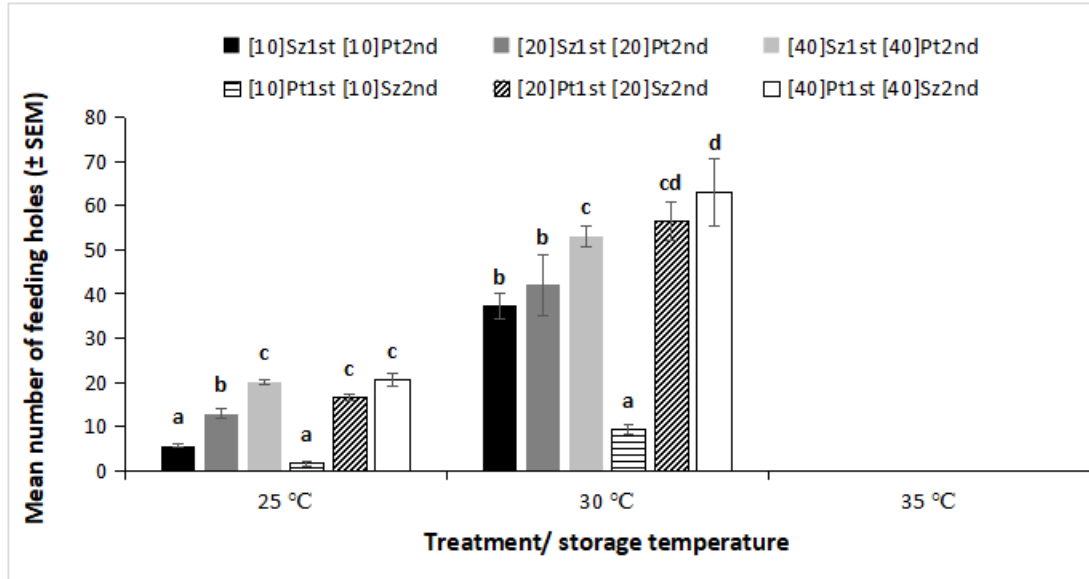 [10]Sz1st [10]Pt2nd [20]Sz1st [20]Pt2nd [40]Sz1st [40]Pt2nd
[10]Pt1st [10]Sz2nd [20]Pt1st [20]Sz2nd [40]Pt1st [40]Sz2nd
Mean number of feeding holes (± SEM)
80
70
60
50
40
30
20
10
0
a b c a c c
b b c a cd d
25 °C 30 °C 35 °C
Treatment/ storage temperature